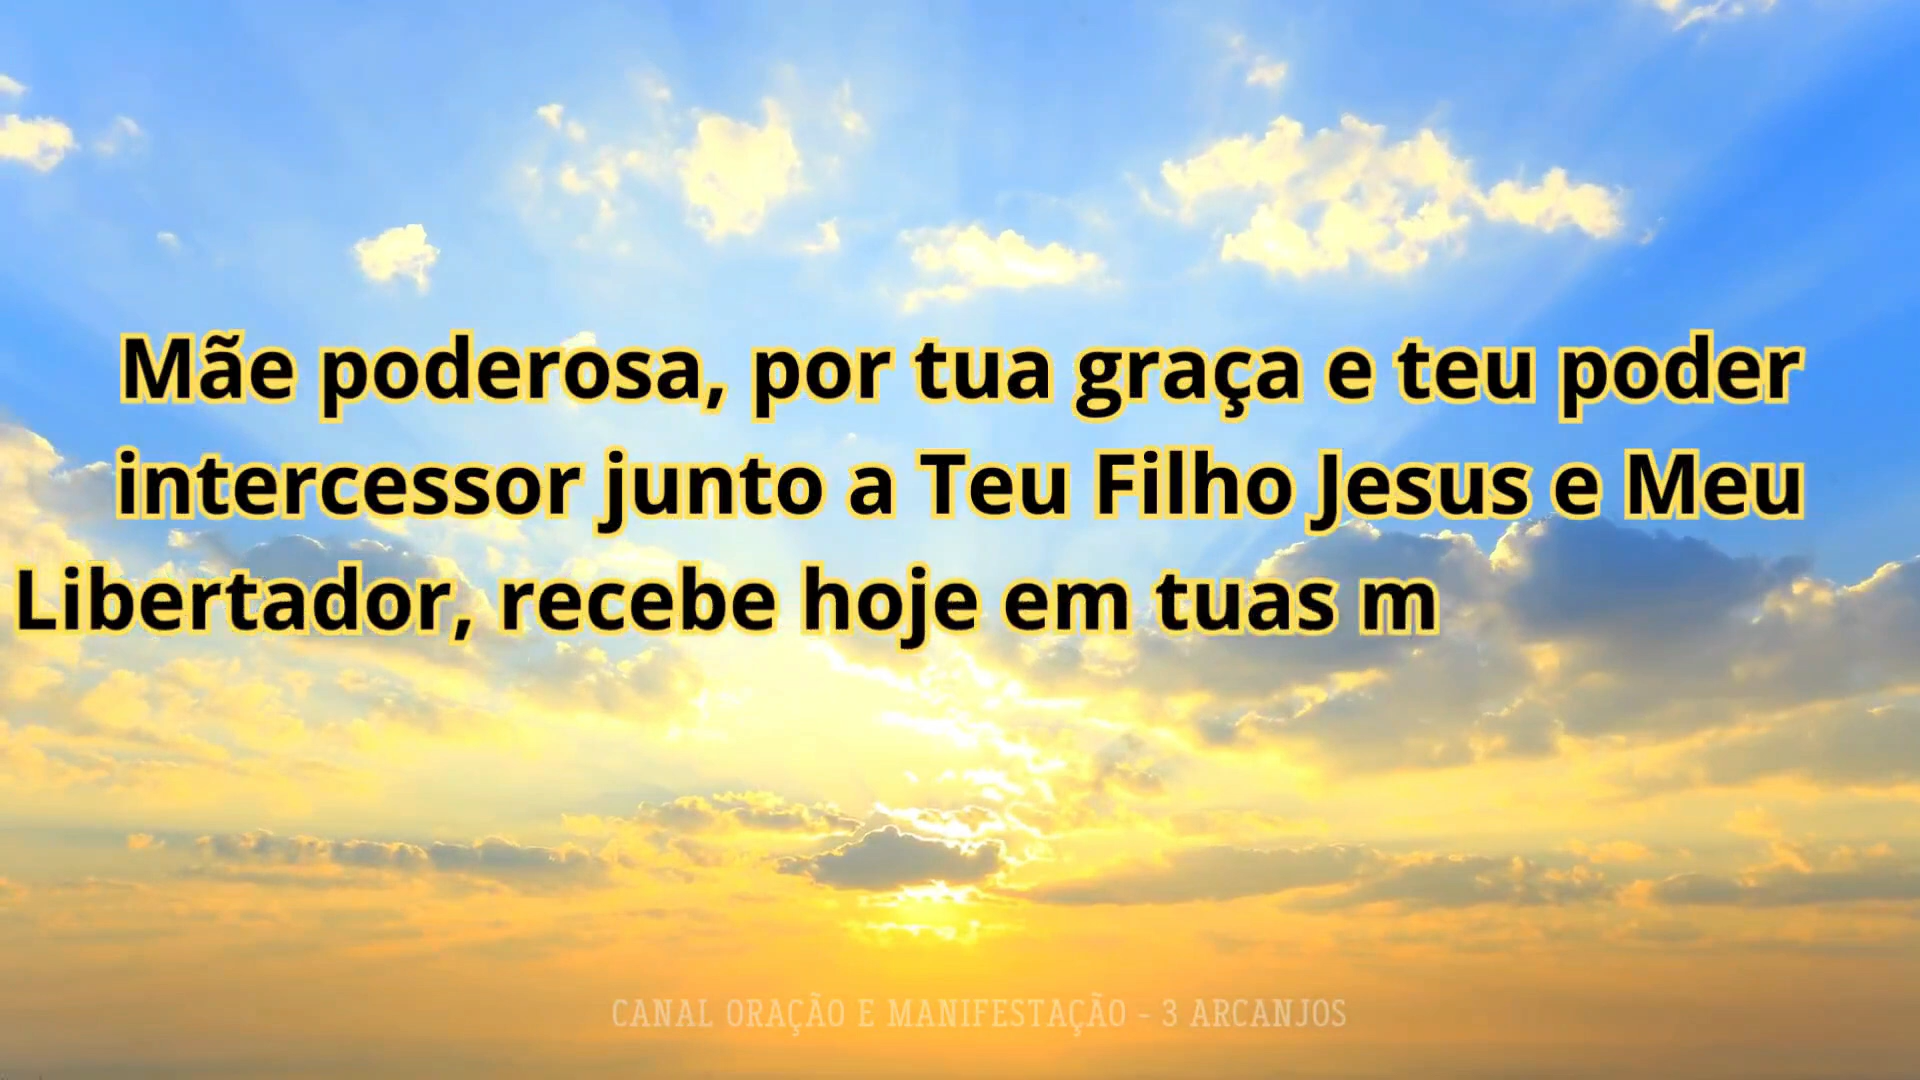 Mãe poderosa, por tua graça e teu poder
intercessor junto a Teu Filho Jesus e Meu
Libertador, recebe hoje em tuas m
CANAL ORAÇÃO E MANIFESTAÇÃO - 3 ARCANJOS